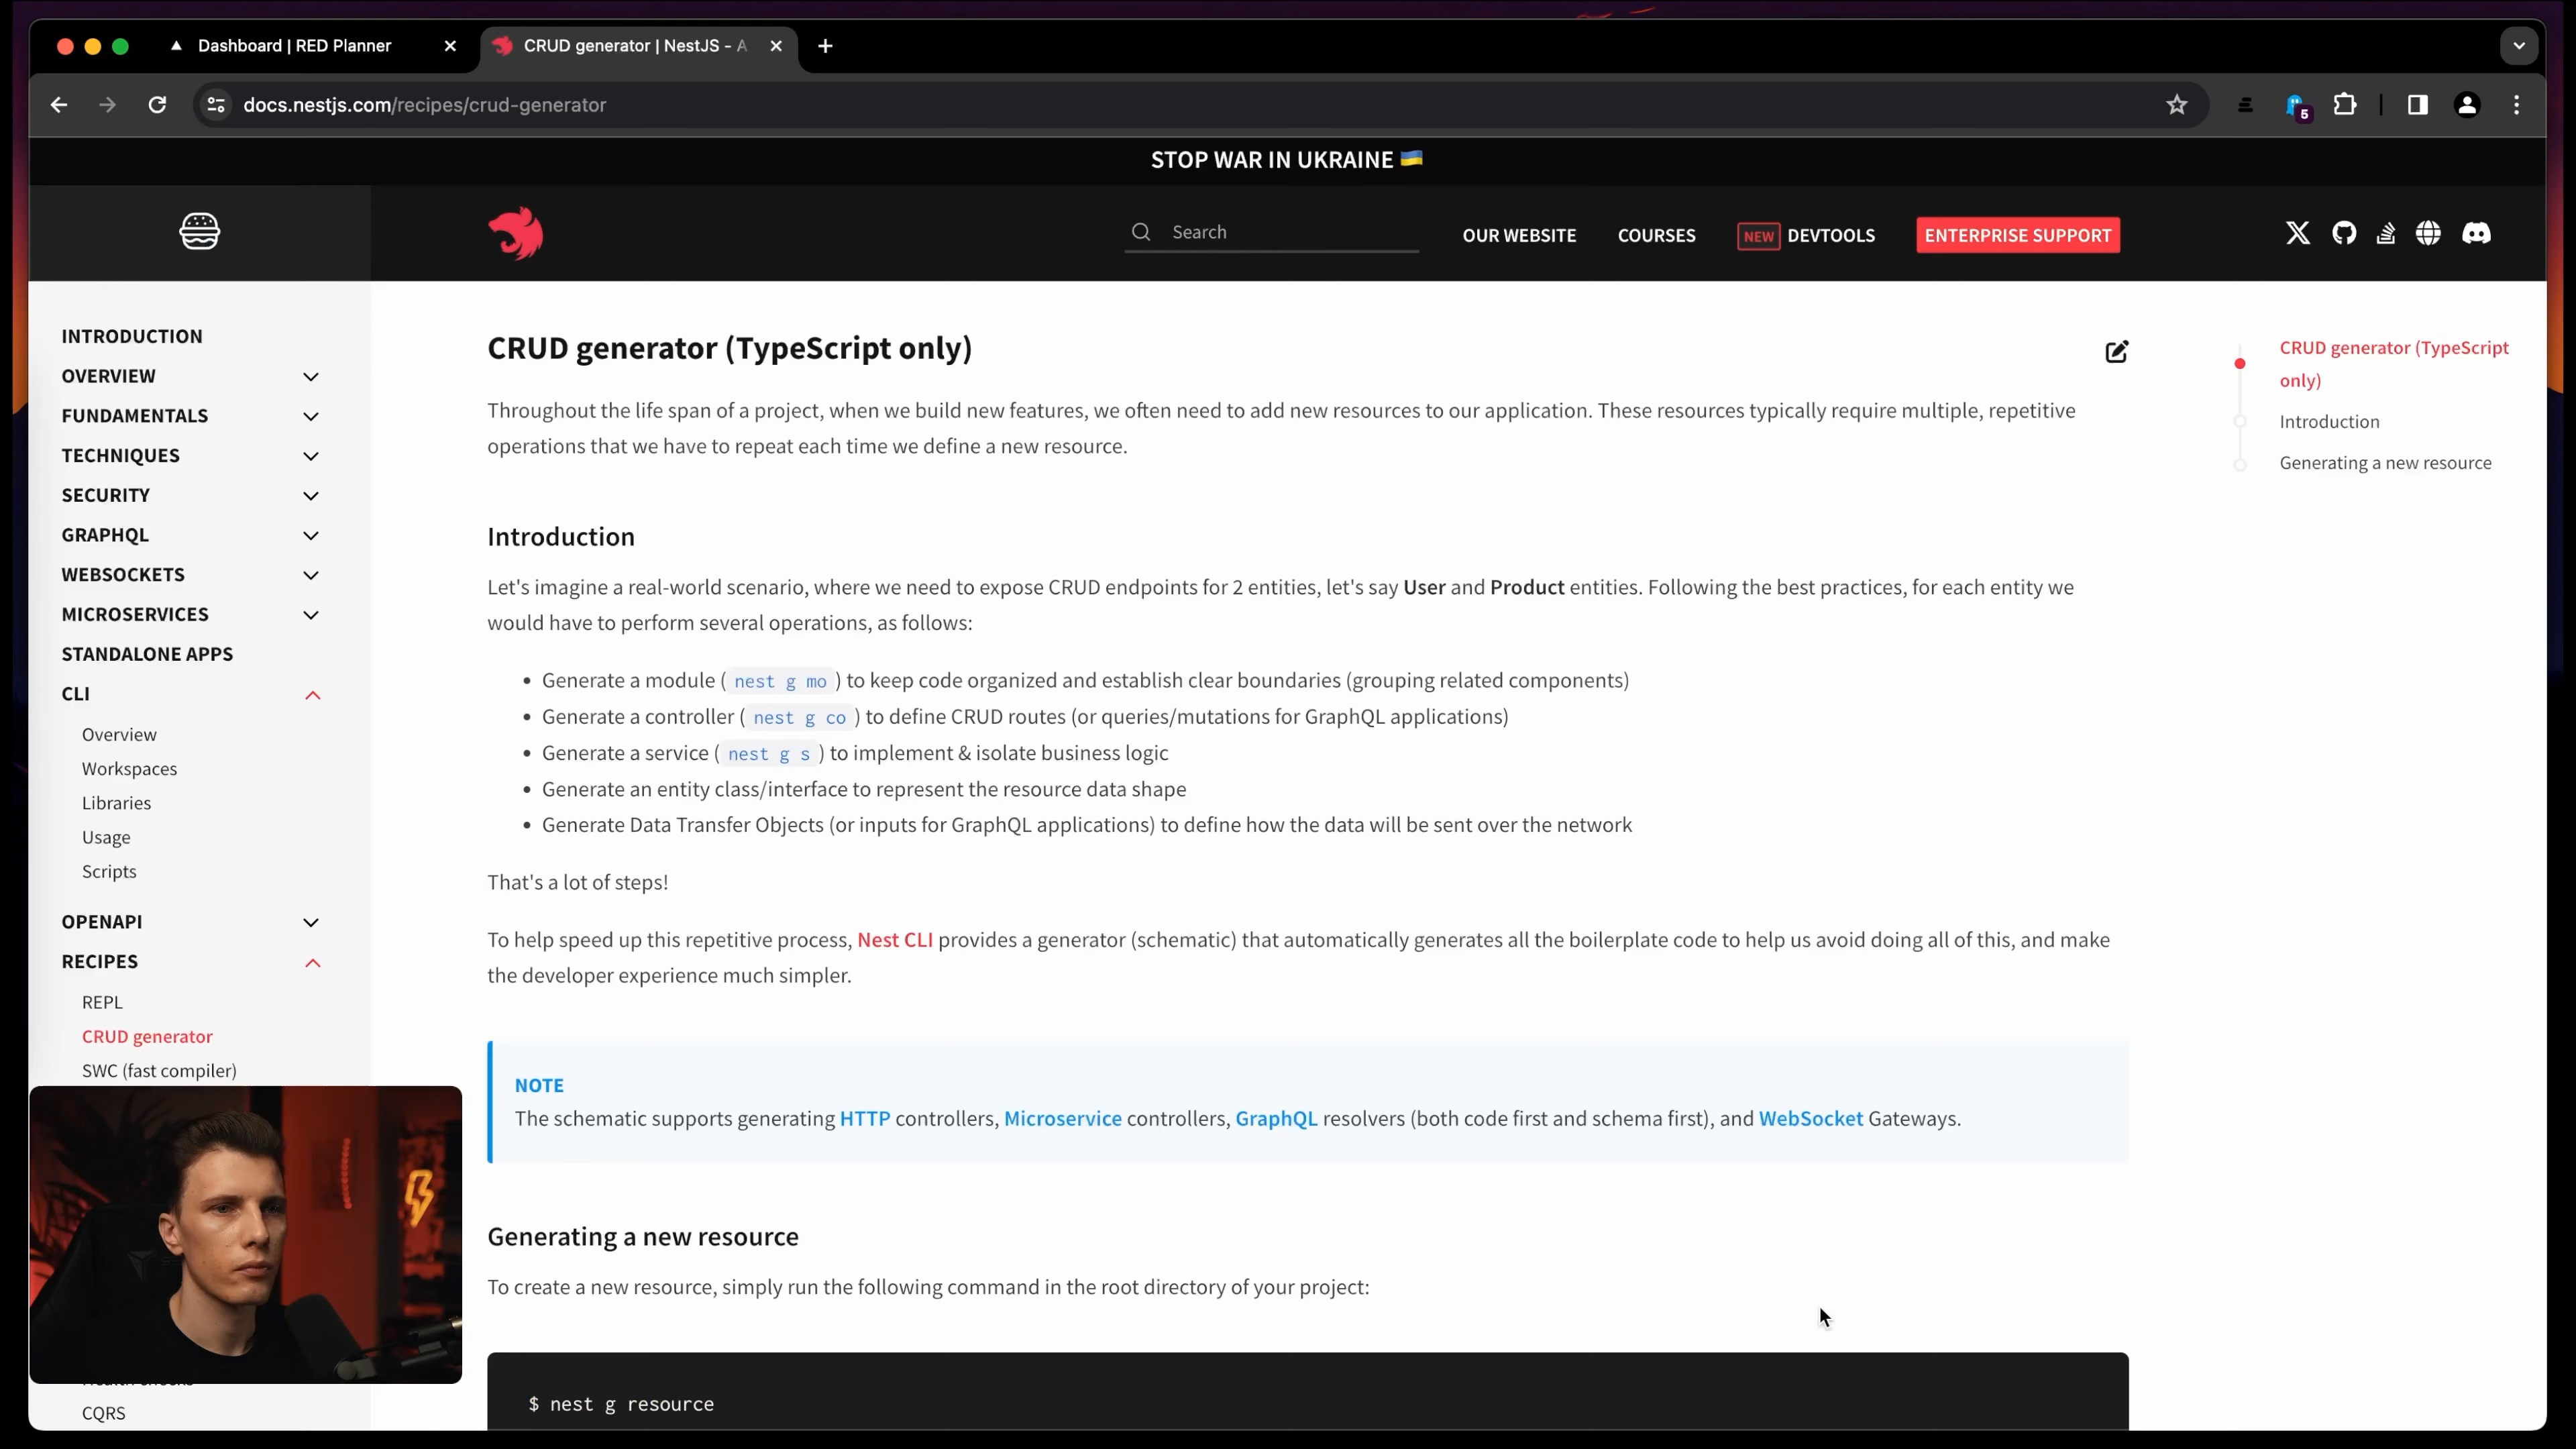 Dashboard | RED Planner
CRUD generator | NestJS - A
docs.nestjs.com/recipes/crud-generator
5
STOP WAR IN UKRAINE 🇺🇦
Search
OUR WEBSITE
COURSES
NEW DEVTOOLS
ENTERPRISE SUPPORT
INTRODUCTION
OVERVIEW
FUNDAMENTALS
TECHNIQUES
SECURITY
GRAPHQL
WEBSOCKETS
MICROSERVICES
STANDALONE APPS
CLI
Overview
Workspaces
Libraries
Usage
Scripts
OPENAPI
RECIPES
REPL
CRUD generator
SWC (fast compiler)
CQRS
CRUD generator (TypeScript only)
Throughout the life span of a project, when we build new features, we often need to add new resources to our application. These resources typically require multiple, repetitive
operations that we have to repeat each time we define a new resource.
Introduction
Let's imagine a real-world scenario, where we need to expose CRUD endpoints for 2 entities, let's say User and Product entities. Following the best practices, for each entity we
would have to perform several operations, as follows:
• Generate a module ( nest g mo ) to keep code organized and establish clear boundaries (grouping related components)
• Generate a controller ( nest g co ) to define CRUD routes (or queries/mutations for GraphQL applications)
• Generate a service ( nest g s ) to implement & isolate business logic
• Generate an entity class/interface to represent the resource data shape
• Generate Data Transfer Objects (or inputs for GraphQL applications) to define how the data will be sent over the network
That's a lot of steps!
To help speed up this repetitive process, Nest CLI provides a generator (schematic) that automatically generates all the boilerplate code to help us avoid doing all of this, and make
the developer experience much simpler.
NOTE
The schematic supports generating HTTP controllers, Microservice controllers, GraphQL resolvers (both code first and schema first), and WebSocket Gateways.
Generating a new resource
To create a new resource, simply run the following command in the root directory of your project:
$ nest g resource
CRUD generator (TypeScript
only)
Introduction
Generating a new resource